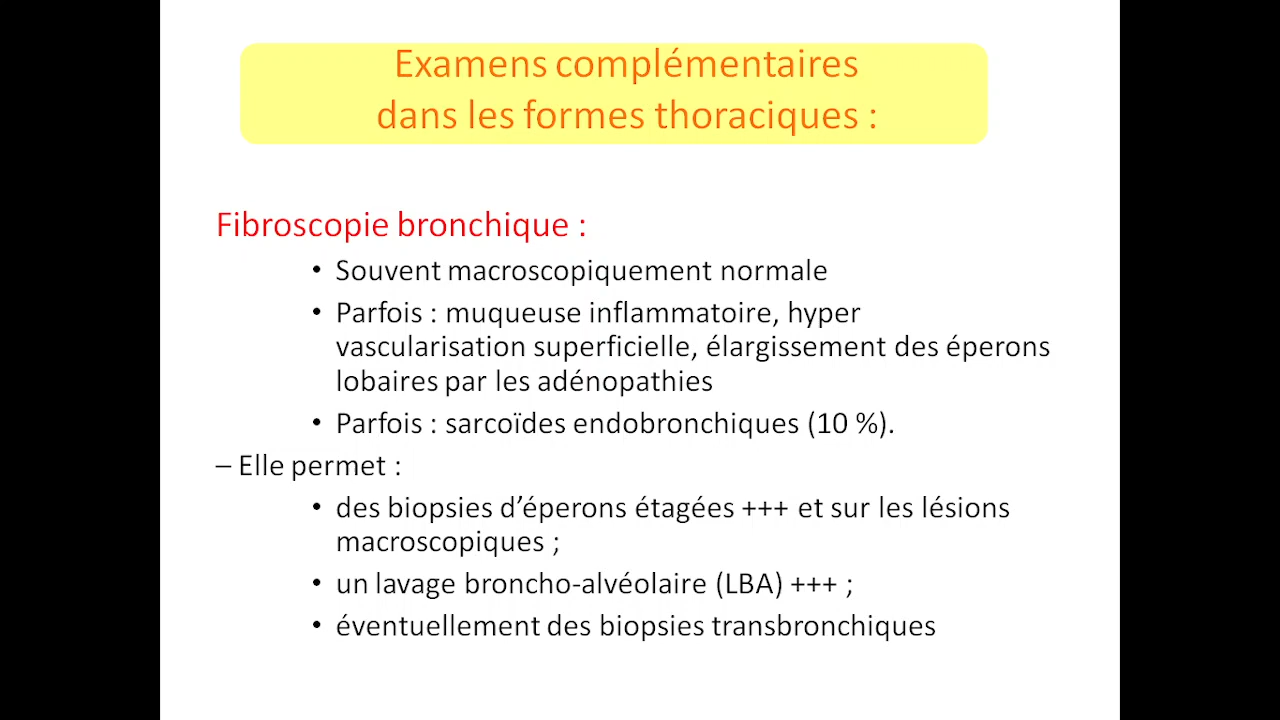 Examens complémentaires
dans les formes thoraciques :
Fibroscopie bronchique :
• Souvent macroscopiquement normale
• Parfois : muqueuse inflammatoire, hyper
vascularisation superficielle, élargissement des éperons
lobaires par les adénopathies
• Parfois : sarcoïdes endobronchiques (10 %).
– Elle permet :
• des biopsies d’éperons étagées +++ et sur les lésions
macroscopiques ;
• un lavage broncho-alvéolaire (LBA) +++ ;
• éventuellement des biopsies transbronchiques